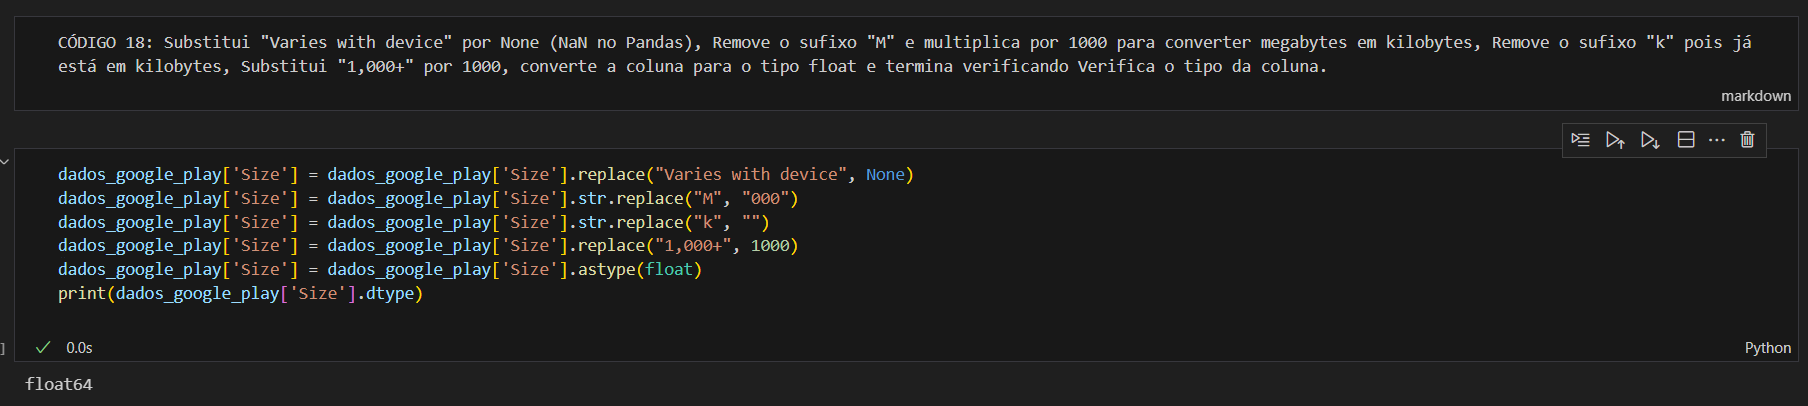 CÓDIGO 18: Substitui "Varies with device" por None (NaN no Pandas), Remove o sufixo "M" e multiplica por 1000 para converter megabytes em kilobytes, Remove o sufixo "k" pois já
está em kilobytes, Substitui "1,000+" por 1000, converte a coluna para o tipo float e termina verificando Verifica o tipo da coluna.
markdown
dados_google_play['Size'] = dados_google_play['Size'].replace("Varies with device", None)
dados_google_play['Size'] = dados_google_play['Size'].str.replace("M", "000")
dados_google_play['Size'] = dados_google_play['Size'].str.replace("k", "")
dados_google_play['Size'] = dados_google_play['Size'].replace("1,000+", 1000)
dados_google_play['Size'] = dados_google_play['Size'].astype(float)
print(dados_google_play['Size'].dtype)
] 0.0s
Python
float64